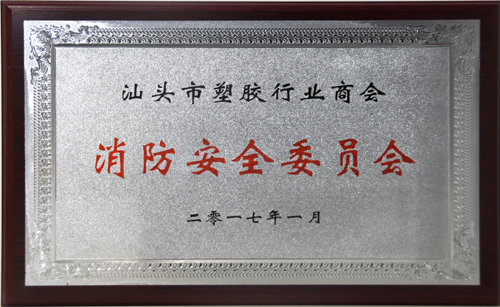 汕头市塑胶行业商会
消防安全委员会
二零一七年一月